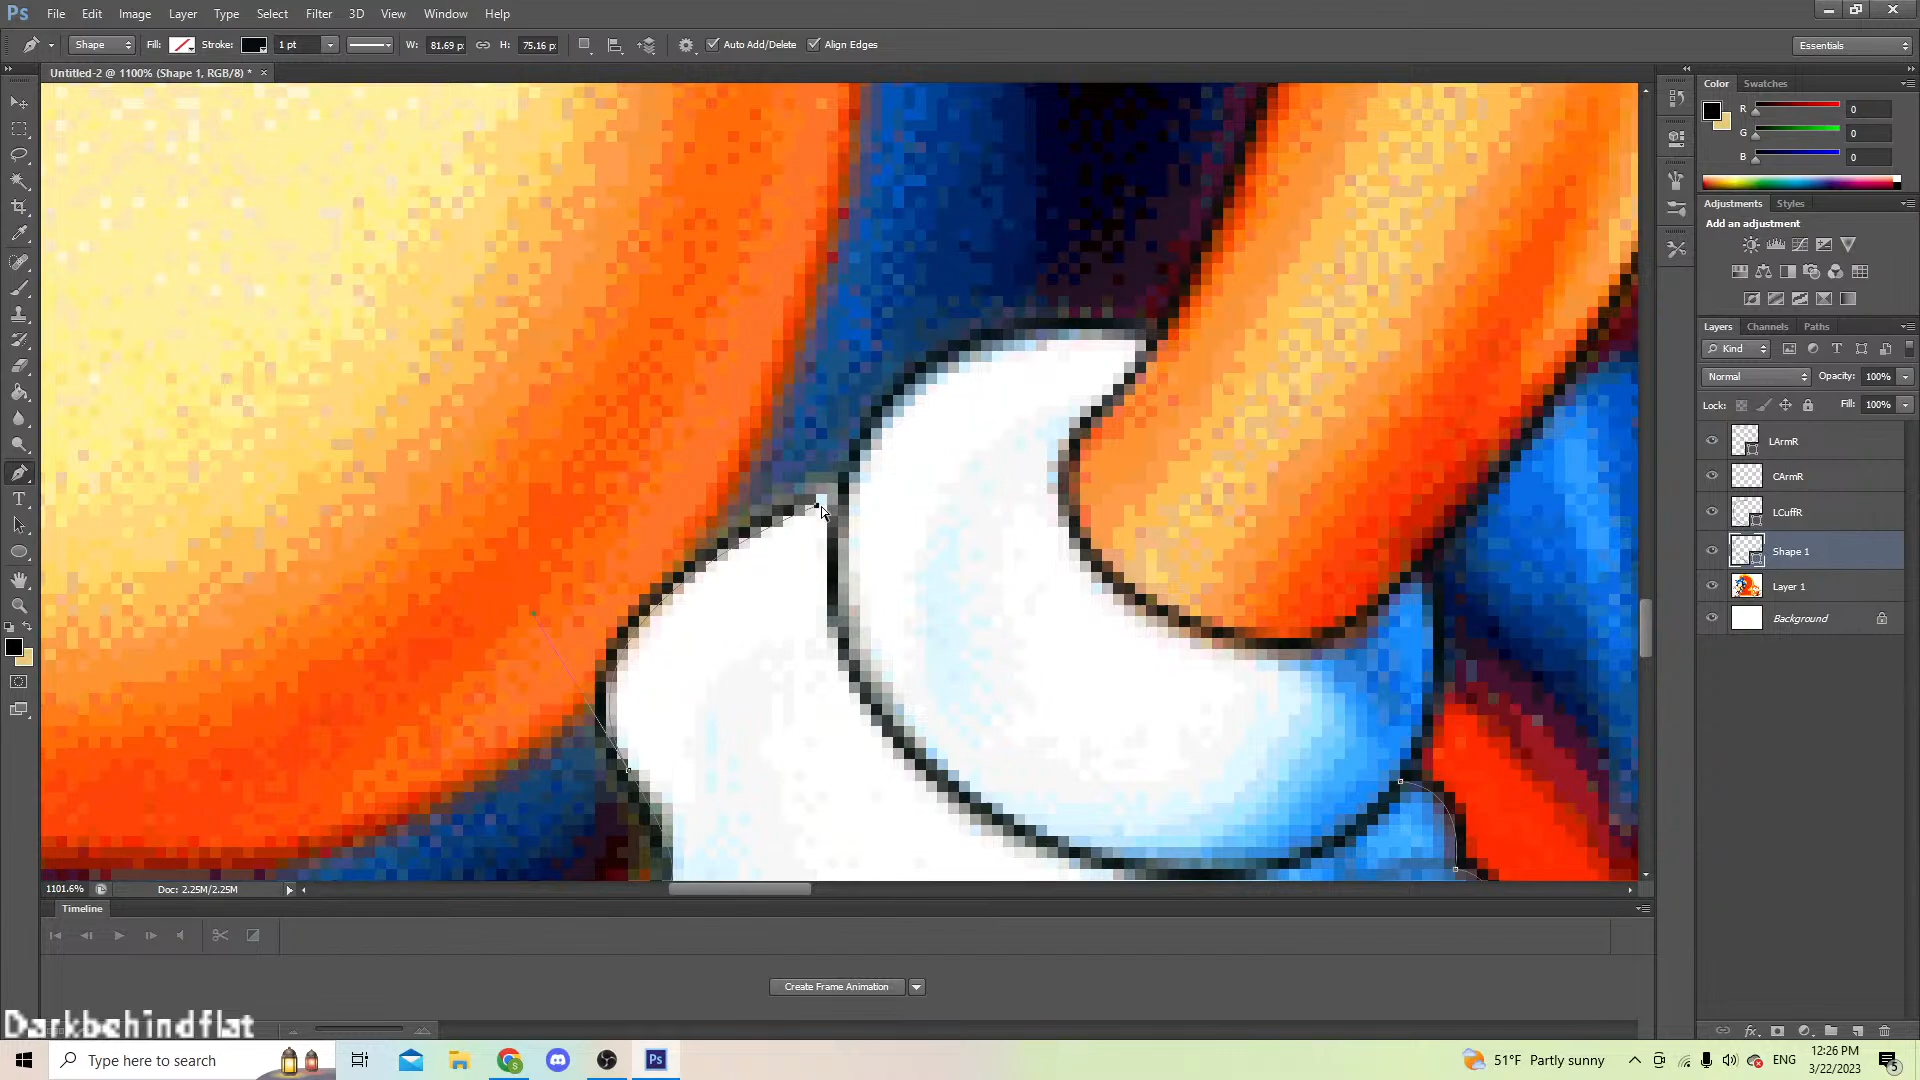 Ps File Edit Image Layer Type Select Filter 3D View Window Help
Shape Fill: Stroke: 1 pt W: 81.69 p: H: 75.16 p: Auto Add/Delete Align Edges Essentials
Untitled-2 @ 1100% (Shape 1, RGB/8) * ×
Color Swatches
R 0
G 0
B 0
Adjustments Styles
Add an adjustment
Layers Channels Paths
Kind
Normal Opacity: 100%
Lock: Fill: 100%
LArmR
CArmR
LCuffR
Shape 1
Layer 1
Background
1101.6% Doc: 2.25M/2.25M
Timeline
Create Frame Animation
Darkbehindflat
Type here to search
Ps
51°F Partly sunny
ENG
12:26 PM
3/22/2023
5